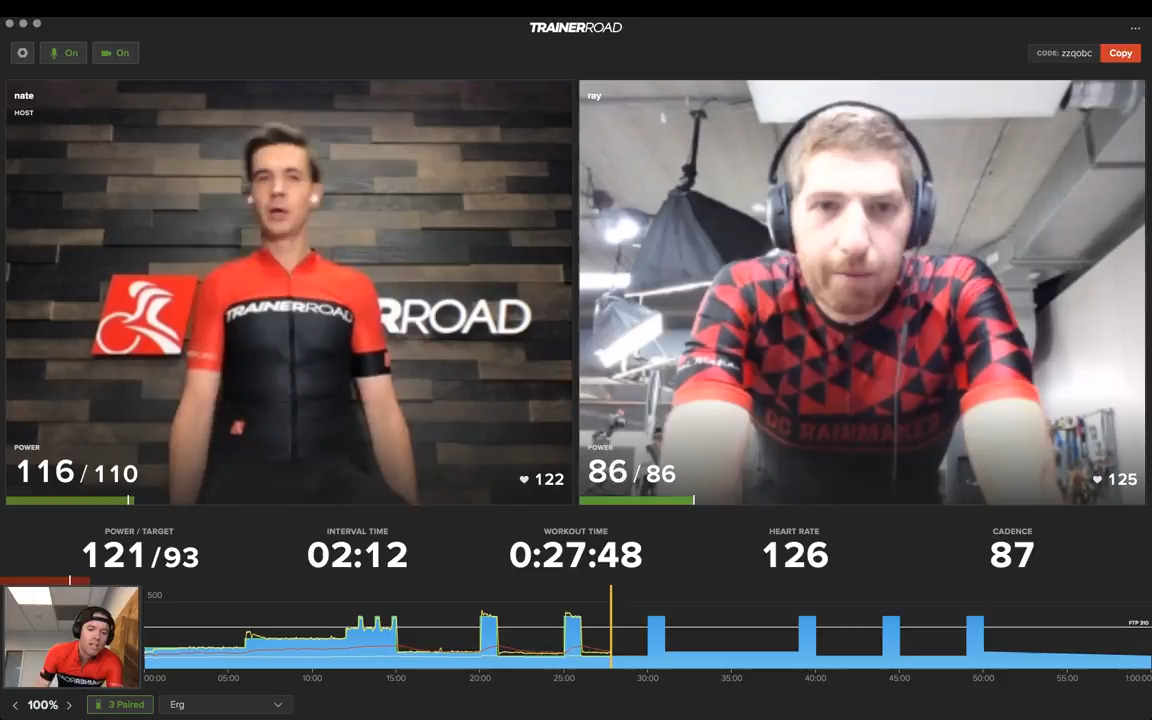 TRAINERROAD
On
On
CODE: zzqobc
Copy
nate
HOST
TRAINERROAD
RROAD
POWER
116 / 110
122
ray
DC RAINMAKER
POWER
86 / 86
125
POWER / TARGET
121/93
INTERVAL TIME
02:12
WORKOUT TIME
0:27:48
HEART RATE
126
CADENCE
87
500
FTP 310
00:00
05:00
10:00
15:00
20:00
25:00
30:00
35:00
40:00
45:00
50:00
55:00
1:00:00
100%
3 Paired
Erg